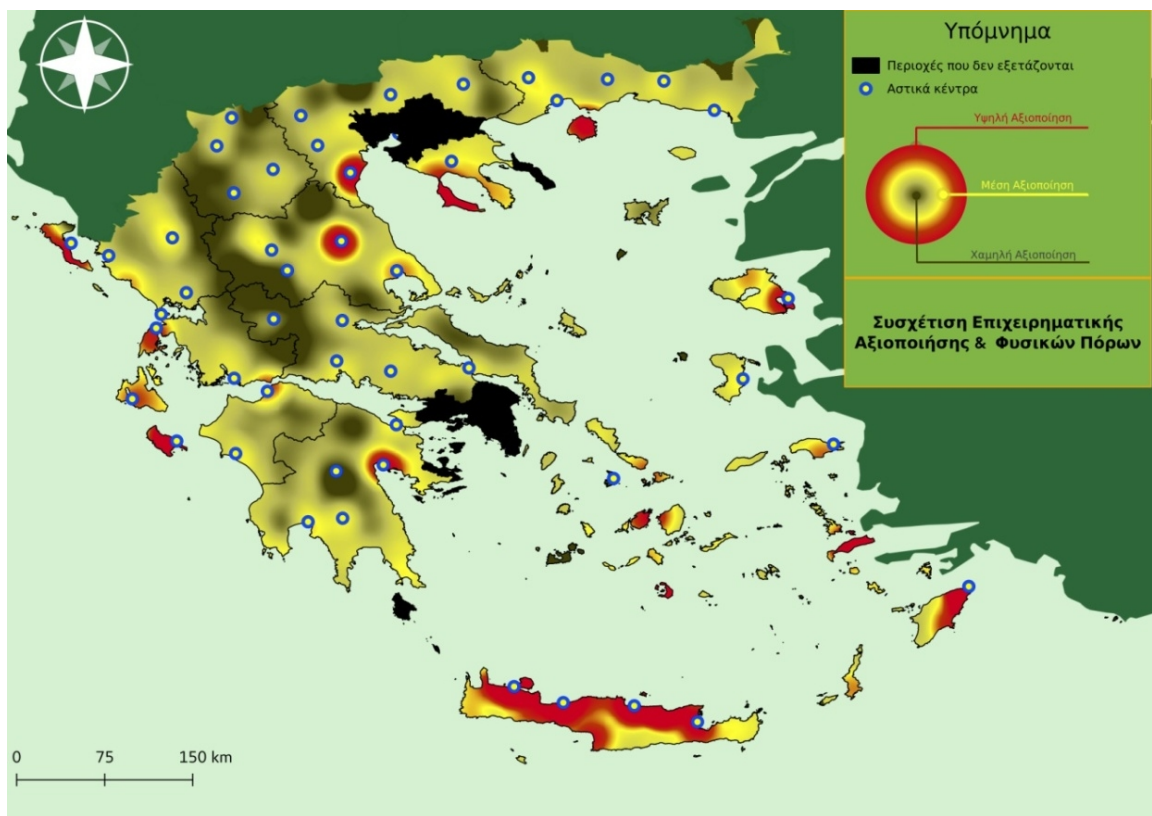 Υπόμνημα
Περιοχές που δεν εξετάζονται
Αστικά κέντρα
Υψηλή Αξιοποίηση
Μέση Αξιοποίηση
Χαμηλή Αξιοποίηση
Συσχέτιση Επιχειρηματικής
Αξιοποιήσης & Φυσικών Πόρων
0 75 150 km